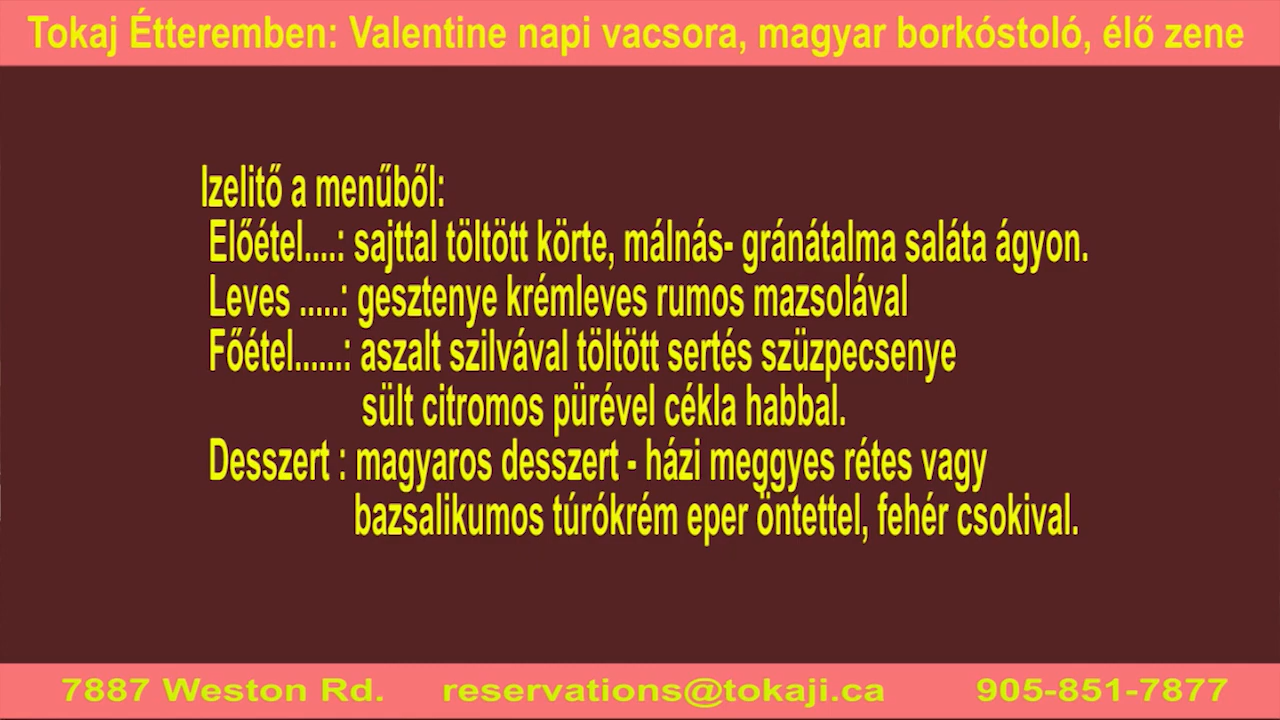 Tokaj Étteremben: Valentine napi vacsora, magyar borkóstoló, élő zene
Izelitő a menűből:
Előétel....: sajttal töltött körte, málnás- gránátalma saláta ágyon.
Leves .....: gesztenye krémleves rumos mazsolával
Főétel......: aszalt szilvával töltött sertés szüzpecsenye
sült citromos pürével cékla habbal.
Desszert : magyaros desszert - házi meggyes rétes vagy
bazsalikumos túrókrém eper öntettel, fehér csokival.
7887 Weston Rd. reservations@tokaji.ca 905-851-7877